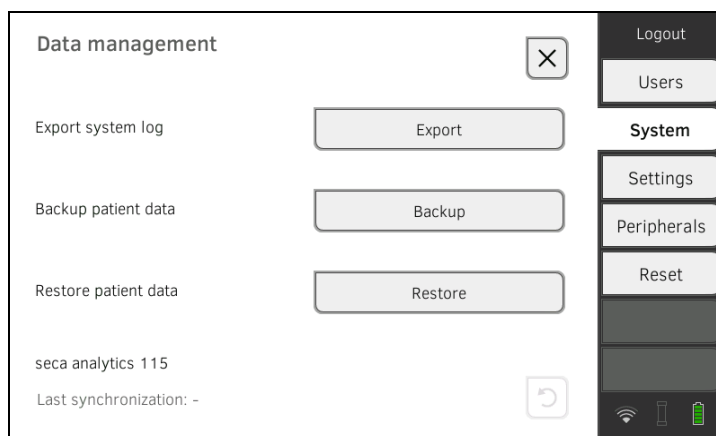 Data management
Export system log
Export
Backup patient data
Backup
Restore patient data
Restore
seca analytics 115
Last synchronization: -
Logout
Users
System
Settings
Peripherals
Reset